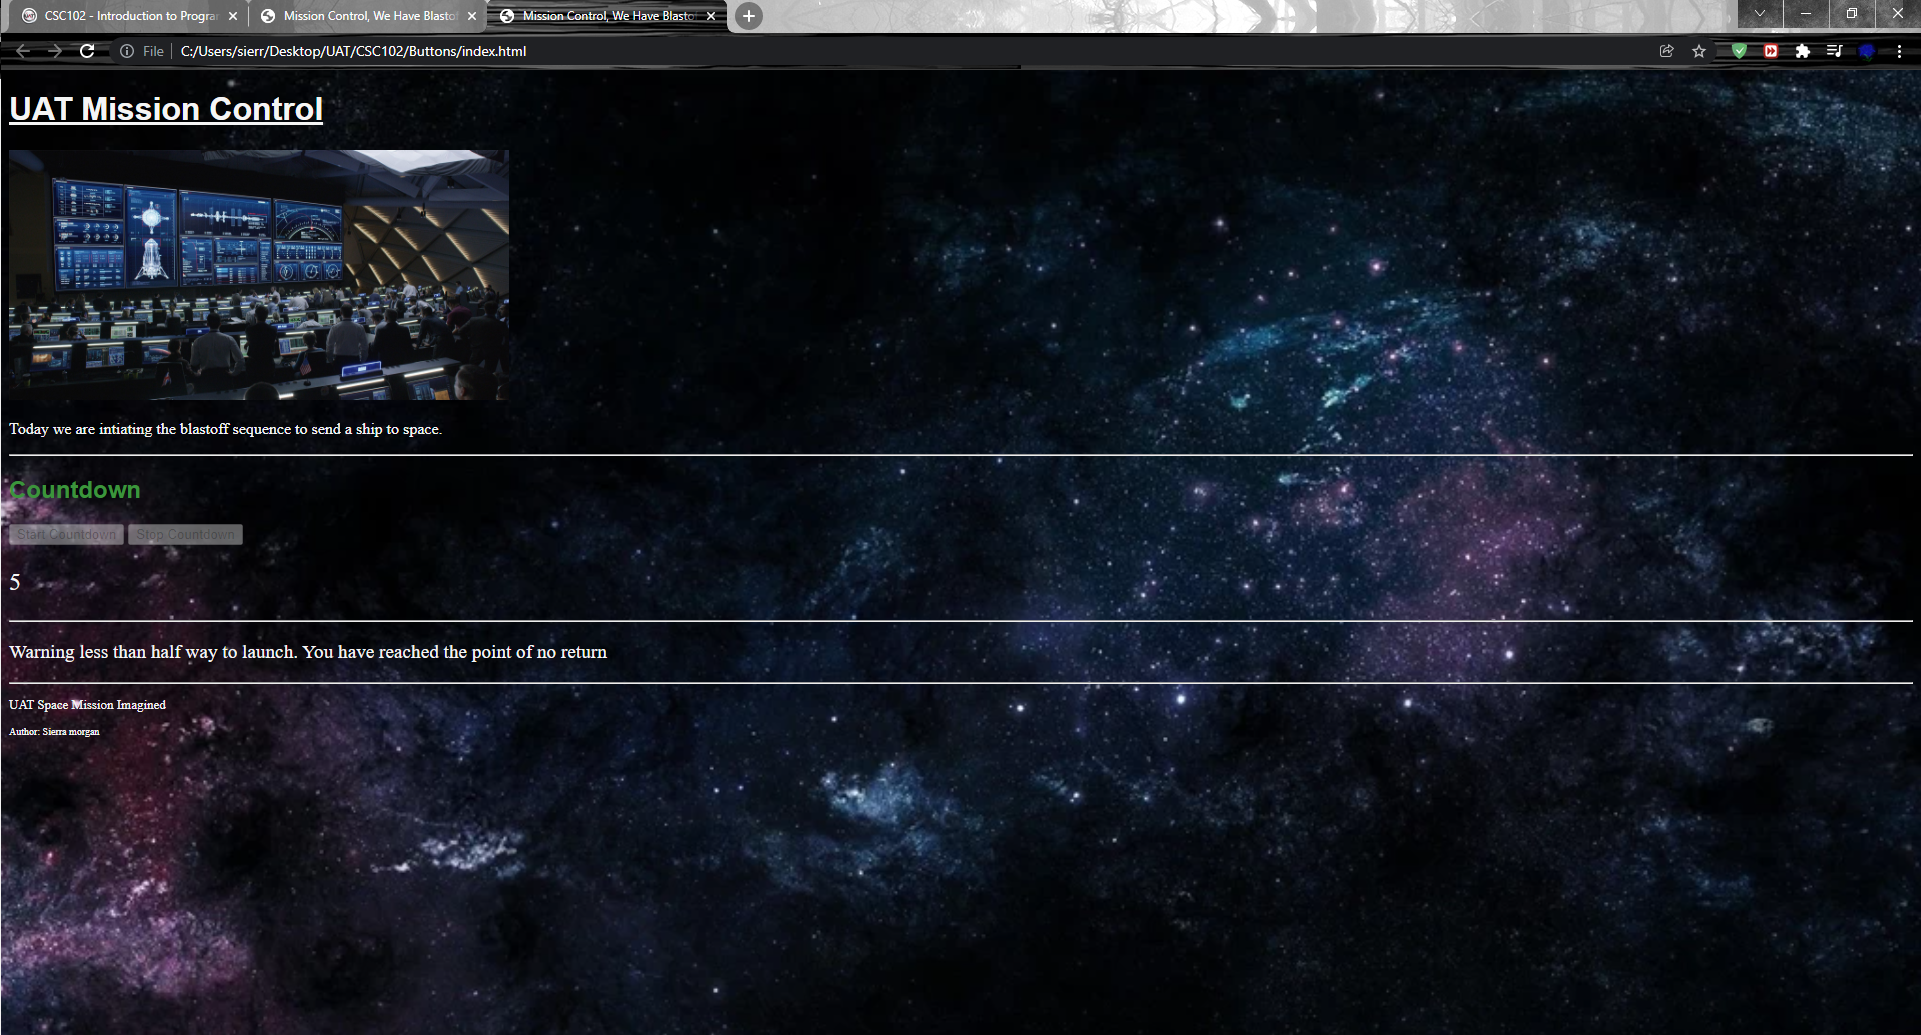 CSC102 - Introduction to Progra
Mission Control, We Have Blasto
Mission Control, We Have Blasto
File
C:/Users/sierr/Desktop/UAT/CSC102/Buttons/index.html
UAT Mission Control
Today we are intiating the blastoff sequence to send a ship to space.
Countdown
Start Countdown Stop Countdown
5
Warning less than half way to launch. You have reached the point of no return
UAT Space Mission Imagined
Author: Sierra morgan